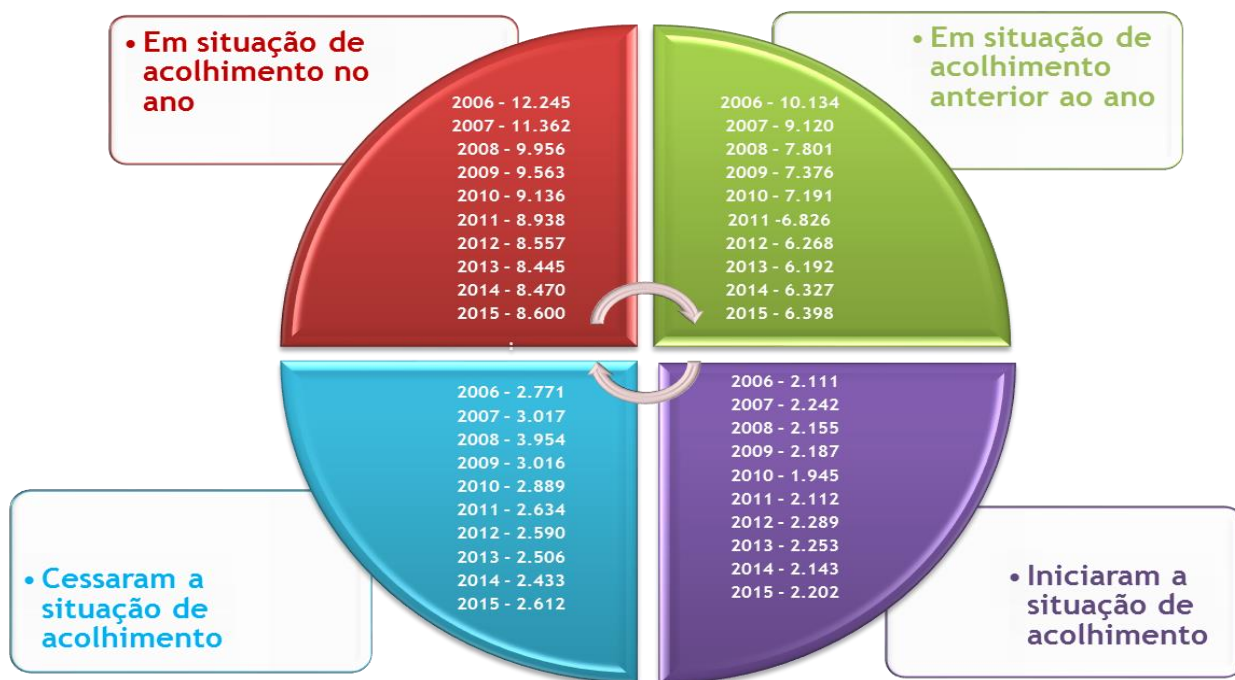 • Em situação de
acolhimento no
ano
2006 - 12.245
2007 - 11.362
2008 - 9.956
2009 - 9.563
2010 - 9.136
2011 - 8.938
2012 - 8.557
2013 - 8.445
2014 - 8.470
2015 - 8.600
:
• Em situação de
acolhimento
anterior ao ano
2006 - 10.134
2007 - 9.120
2008 - 7.801
2009 - 7.376
2010 - 7.191
2011 -6.826
2012 - 6.268
2013 - 6.192
2014 - 6.327
2015 - 6.398
2006 - 2.771
2007 - 3.017
2008 - 3.954
2009 - 3.016
2010 - 2.889
2011 - 2.634
2012 - 2.590
2013 - 2.506
2014 - 2.433
2015 - 2.612
• Cessaram a
situação de
acolhimento
2006 - 2.111
2007 - 2.242
2008 - 2.155
2009 - 2.187
2010 - 1.945
2011 - 2.112
2012 - 2.289
2013 - 2.253
2014 - 2.143
2015 - 2.202
• Iniciaram a
situação de
acolhimento